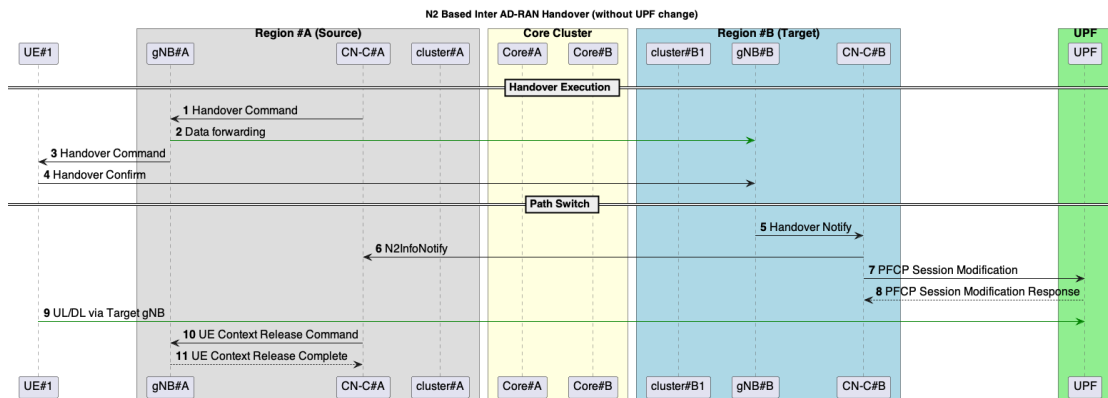 N2 Based Inter AD-RAN Handover (without UPF change)
Region #A (Source)
Core Cluster
Region #B (Target)
UPF
UE#1
gNB#A
CN-C#A
cluster#A
Core#A
Core#B
cluster#B1
gNB#B
CN-C#B
UPF
Handover Execution
1 Handover Command
2 Data forwarding
3 Handover Command
4 Handover Confirm
Path Switch
5 Handover Notify
6 N2InfoNotify
7 PFCP Session Modification
8 PFCP Session Modification Response
9 UL/DL via Target gNB
10 UE Context Release Command
11 UE Context Release Complete
UE#1
gNB#A
CN-C#A
cluster#A
Core#A
Core#B
cluster#B1
gNB#B
CN-C#B
UPF